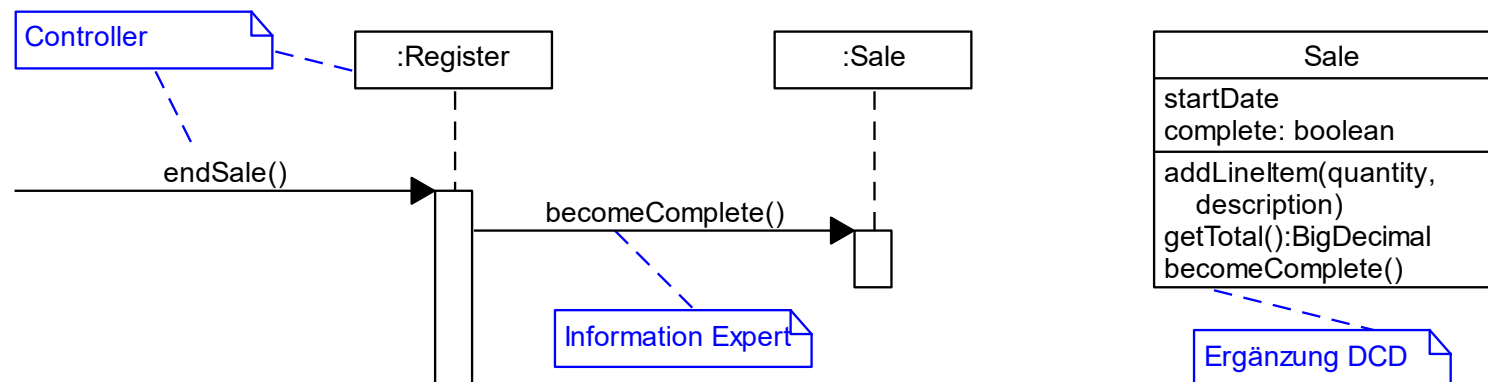 Controller
:Register
:Sale
endSale()
becomeComplete()
Information Expert
Sale
startDate
complete: boolean
addLineItem(quantity,
description)
getTotal():BigDecimal
becomeComplete()
Ergänzung DCD